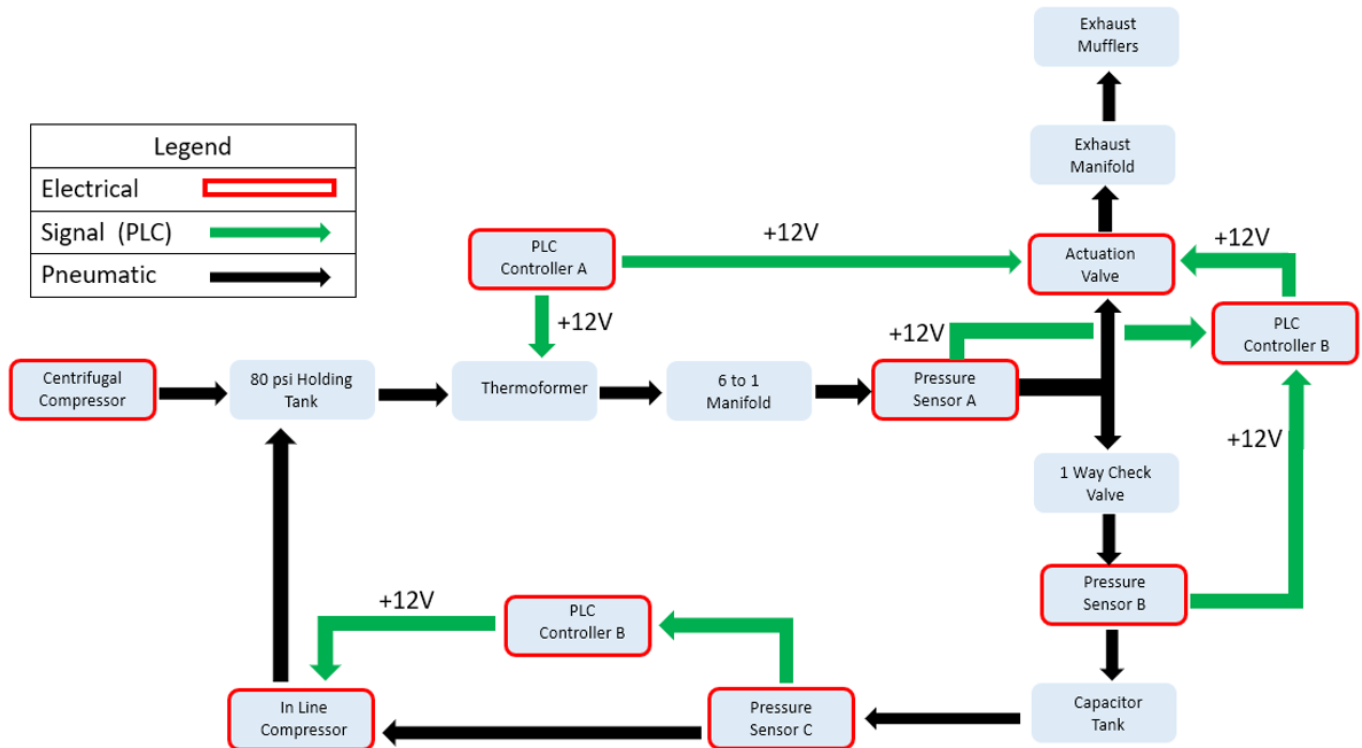 Exhaust
Mufflers
Legend
Electrical
Signal (PLC)
Pneumatic
Exhaust
Manifold
PLC
Controller A
+12V
Actuation
Valve
+12V
+12V
+12V
PLC
Controller B
Centrifugal
Compressor
80 psi Holding
Tank
Thermoformer
6 to 1
Manifold
Pressure
Sensor A
+12V
1 Way Check
Valve
Pressure
Sensor B
+12V
PLC
Controller B
In Line
Compressor
Pressure
Sensor C
Capacitor
Tank